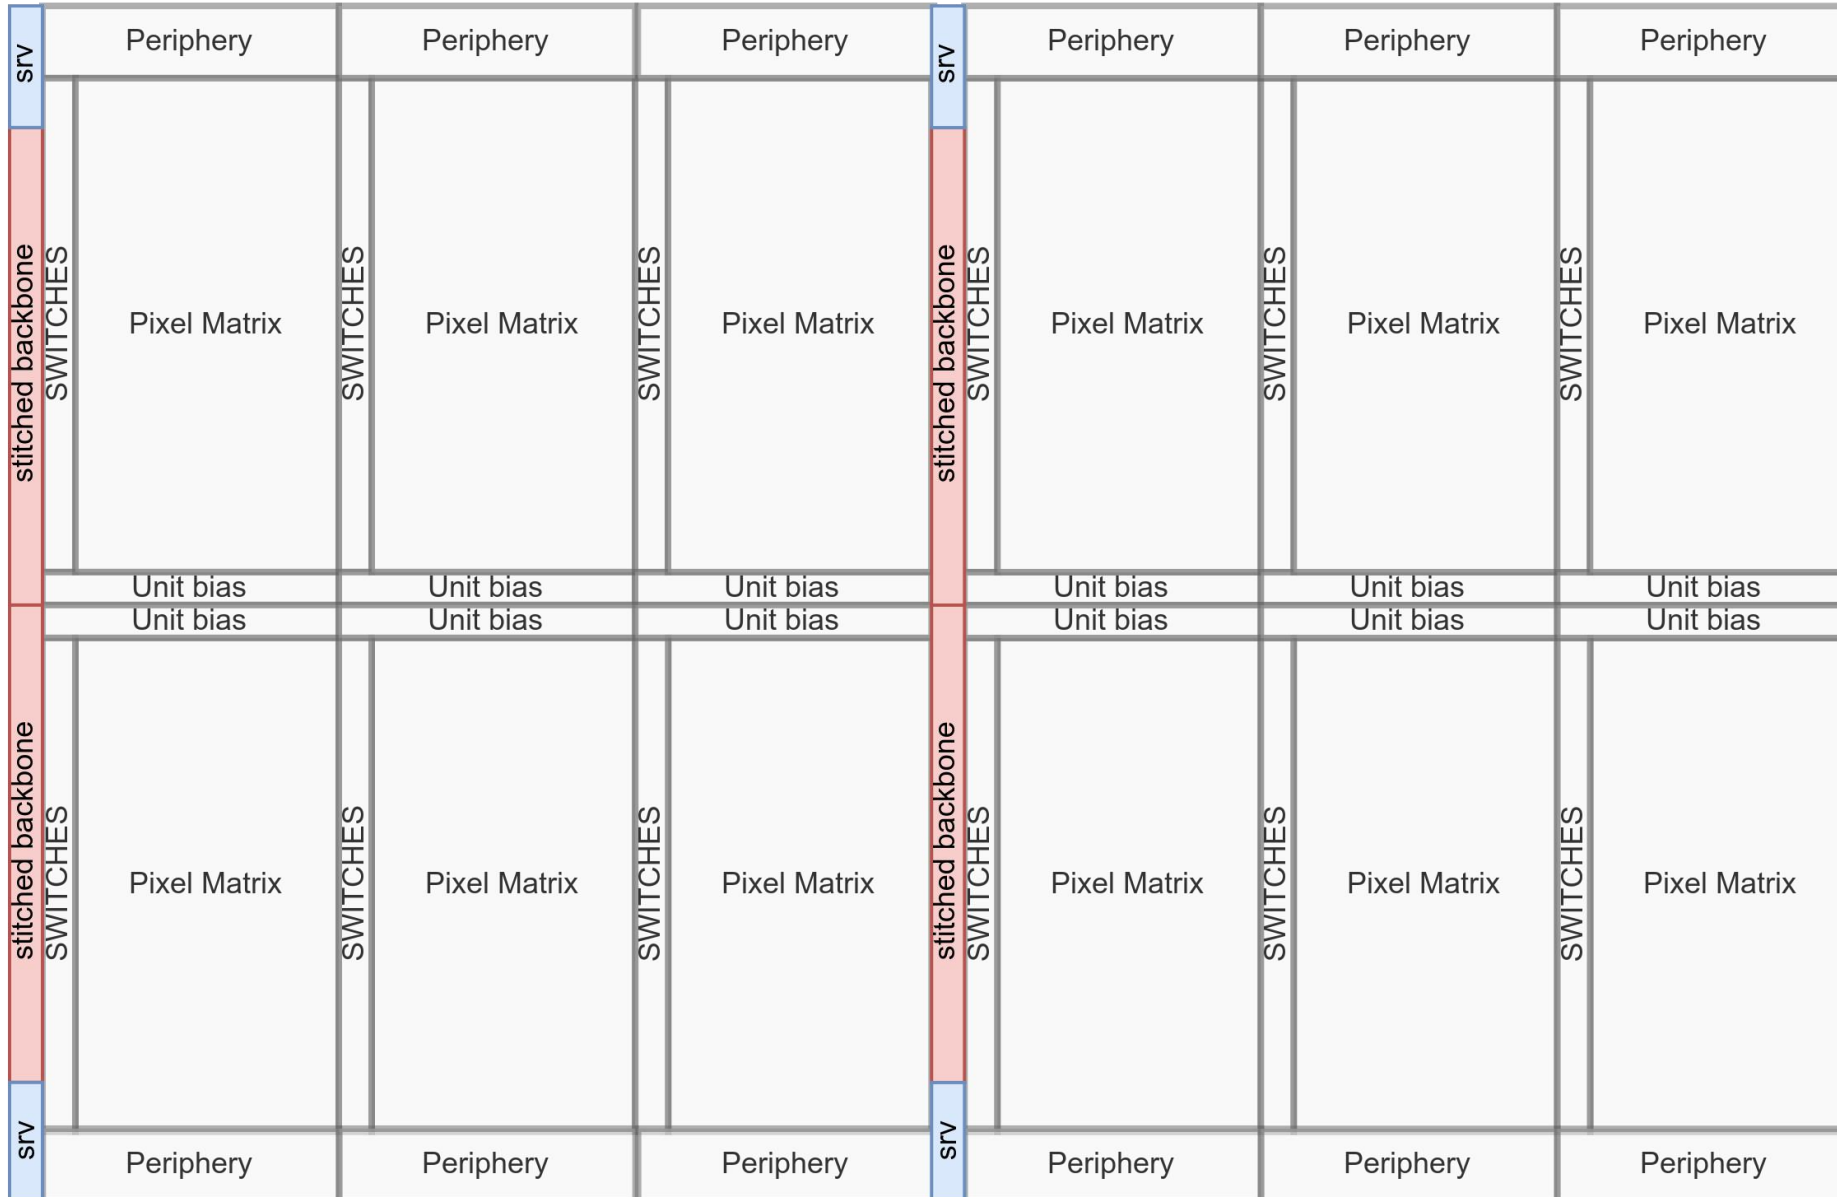 srv
Periphery
Periphery
Periphery
srv
Periphery
Periphery
Periphery
stitched backbone
SWITCHES
Pixel Matrix
SWITCHES
Pixel Matrix
SWITCHES
Pixel Matrix
stitched backbone
SWITCHES
Pixel Matrix
SWITCHES
Pixel Matrix
SWITCHES
Pixel Matrix
Unit bias
Unit bias
Unit bias
Unit bias
Unit bias
Unit bias
Unit bias
Unit bias
Unit bias
Unit bias
Unit bias
Unit bias
stitched backbone
SWITCHES
Pixel Matrix
SWITCHES
Pixel Matrix
SWITCHES
Pixel Matrix
stitched backbone
SWITCHES
Pixel Matrix
SWITCHES
Pixel Matrix
SWITCHES
Pixel Matrix
srv
Periphery
Periphery
Periphery
srv
Periphery
Periphery
Periphery